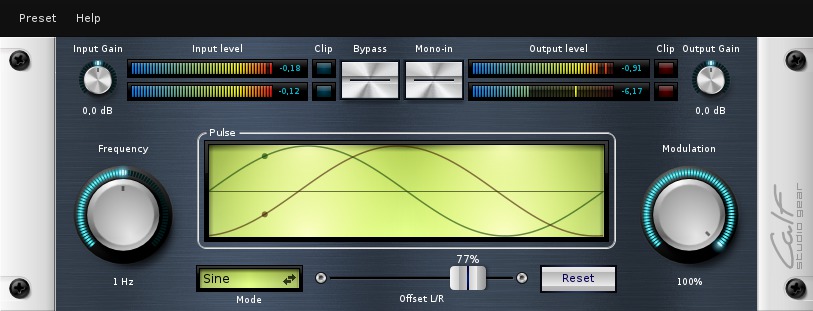 Preset Help
Input Gain Input level Clip Bypass Mono-in Output level Clip Output Gain
-0,18 -0,91
-0,12 -6,17
0,0 dB 0,0 dB
Pulse
Frequency Modulation
1 Hz 100%
77%
Sine Reset
Mode Offset L/R
Calf
studio gear